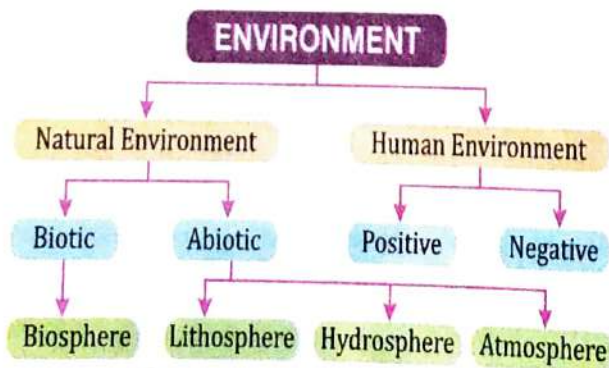 ENVIRONMENT
Natural Environment
Human Environment
Biotic
Abiotic
Positive
Negative
Biosphere
Lithosphere
Hydrosphere
Atmosphere